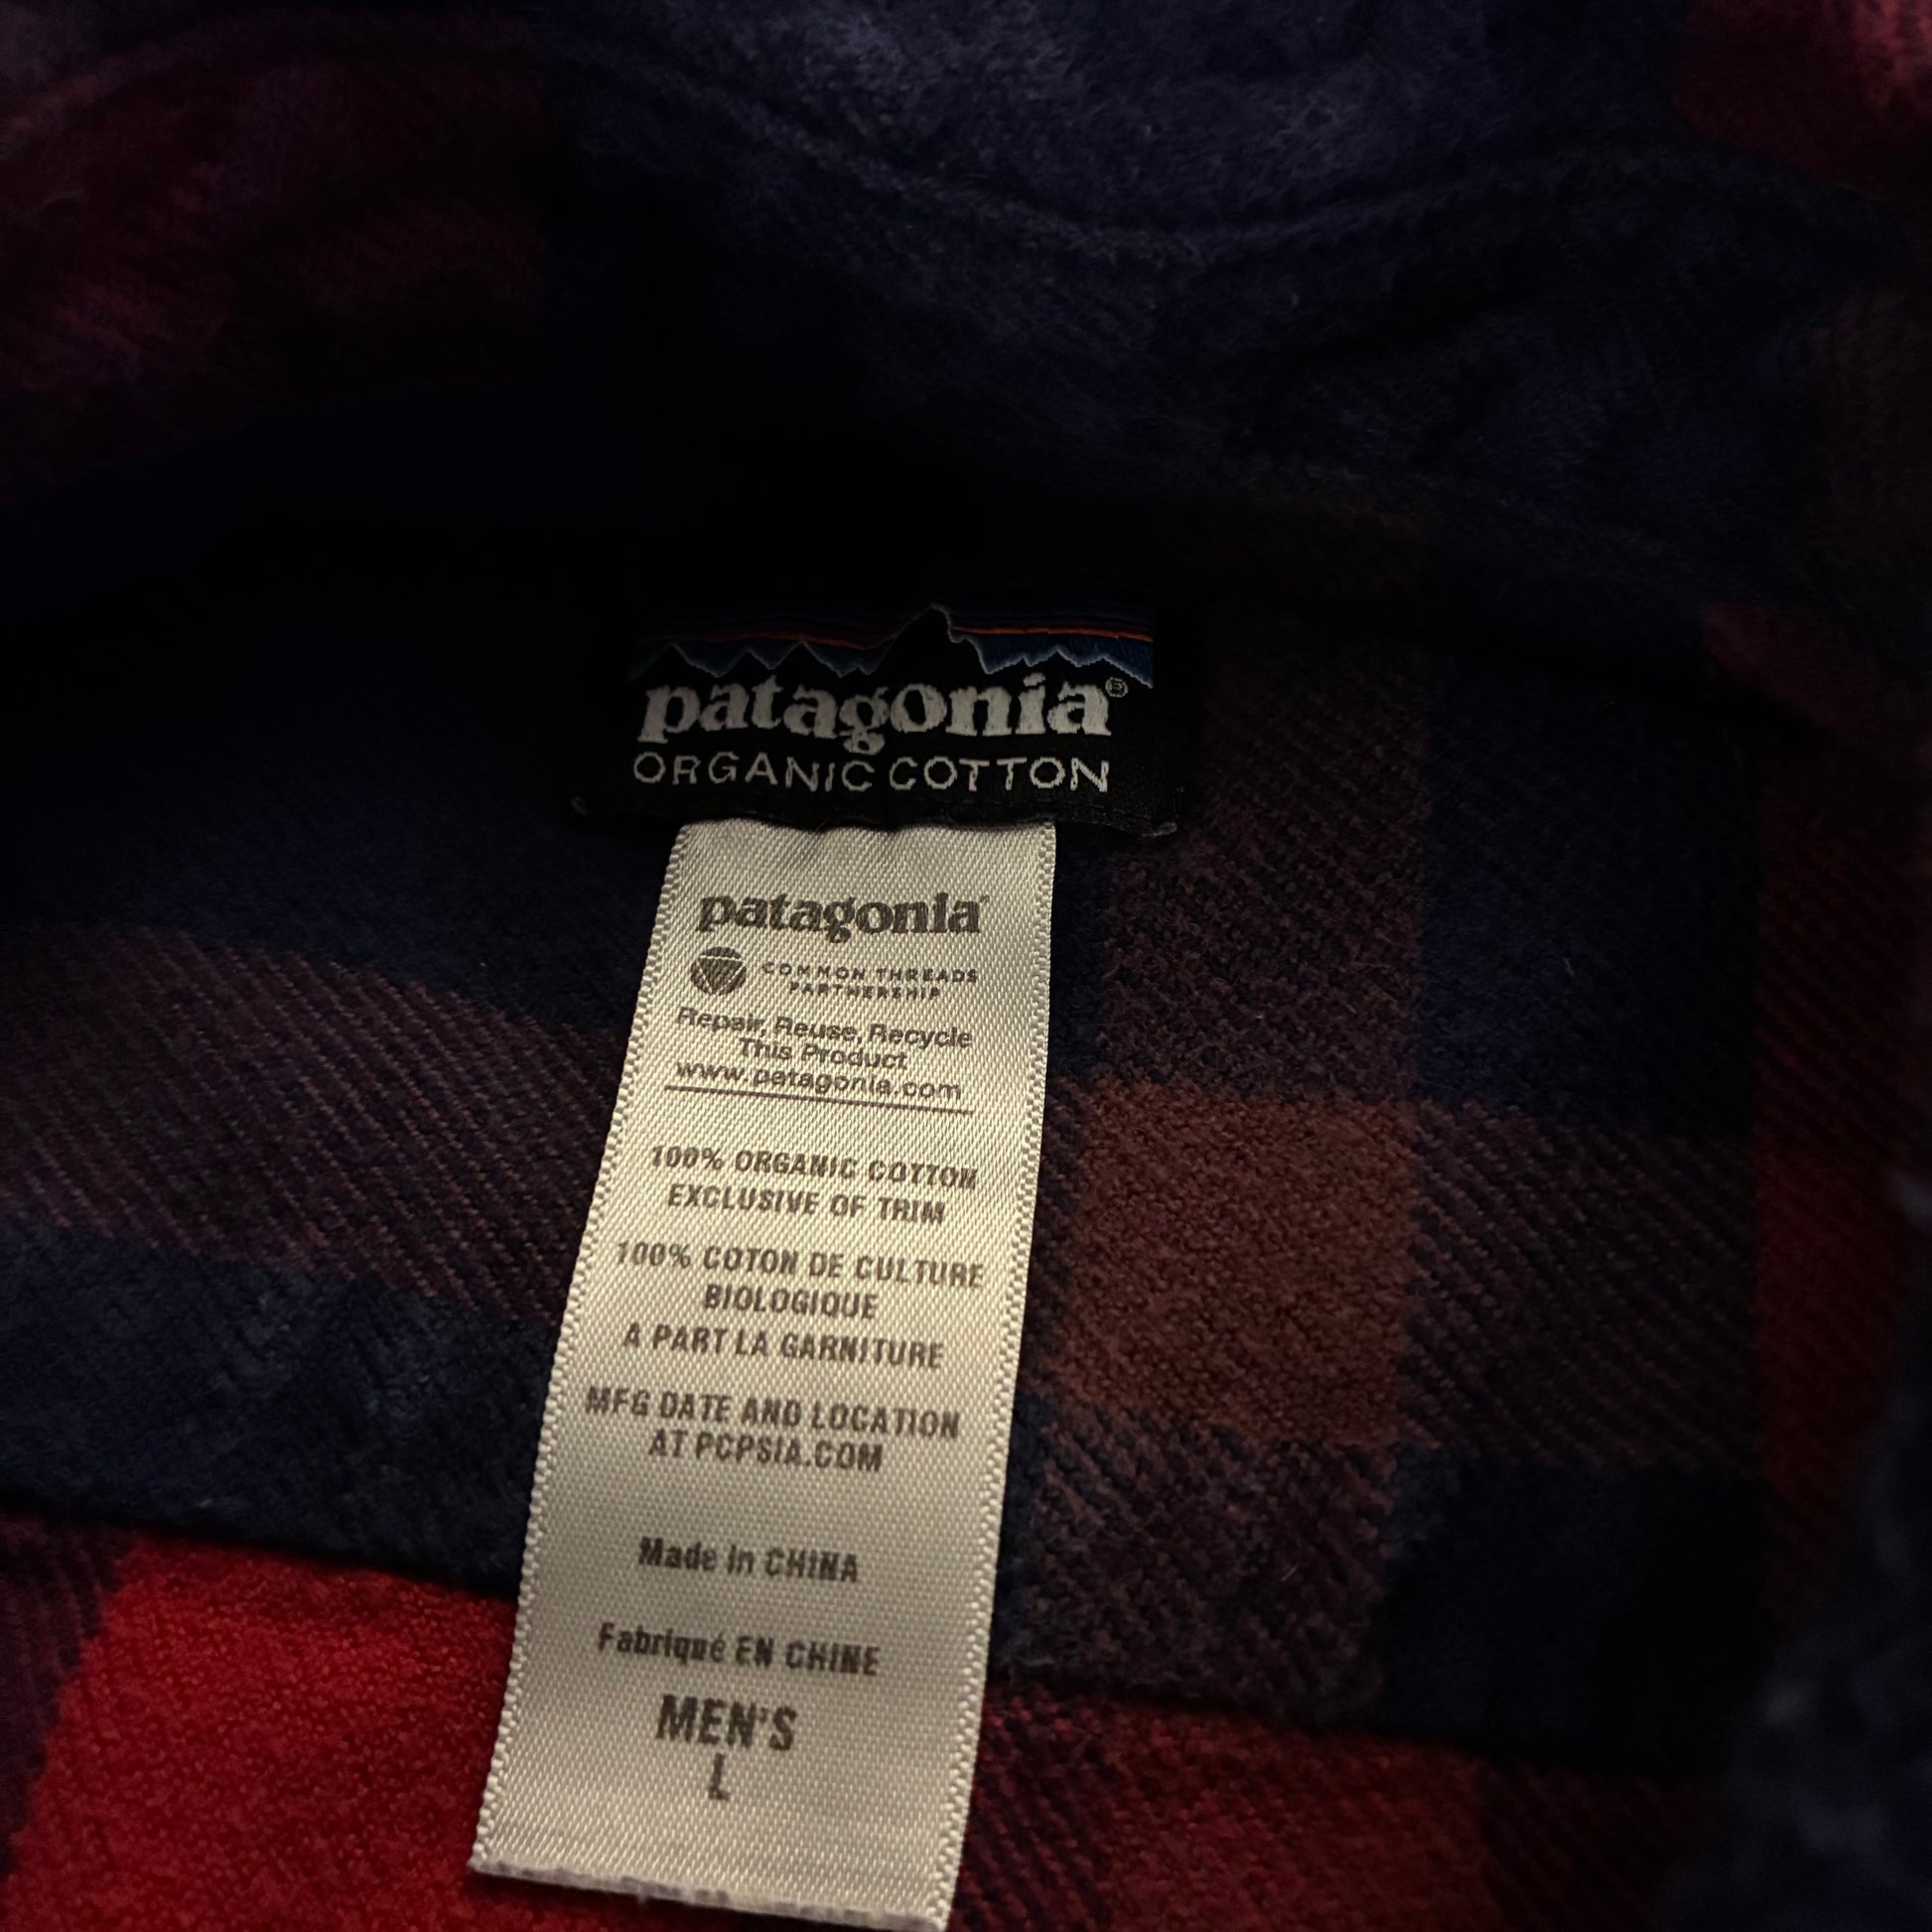 patagonia®
ORGANIC COTTON
patagonia
COMMON THREADS
PARTNERSHIP
Repair, Reuse, Recycle
This Product
www.patagonia.com
100% ORGANIC COTTON
EXCLUSIVE OF TRIM
100% COTON DE CULTURE
BIOLOGIQUE
A PART LA GARNITURE
MFG DATE AND LOCATION
AT PCPSIA.COM
Made in CHINA
Fabriqué EN CHINE
MEN'S
L